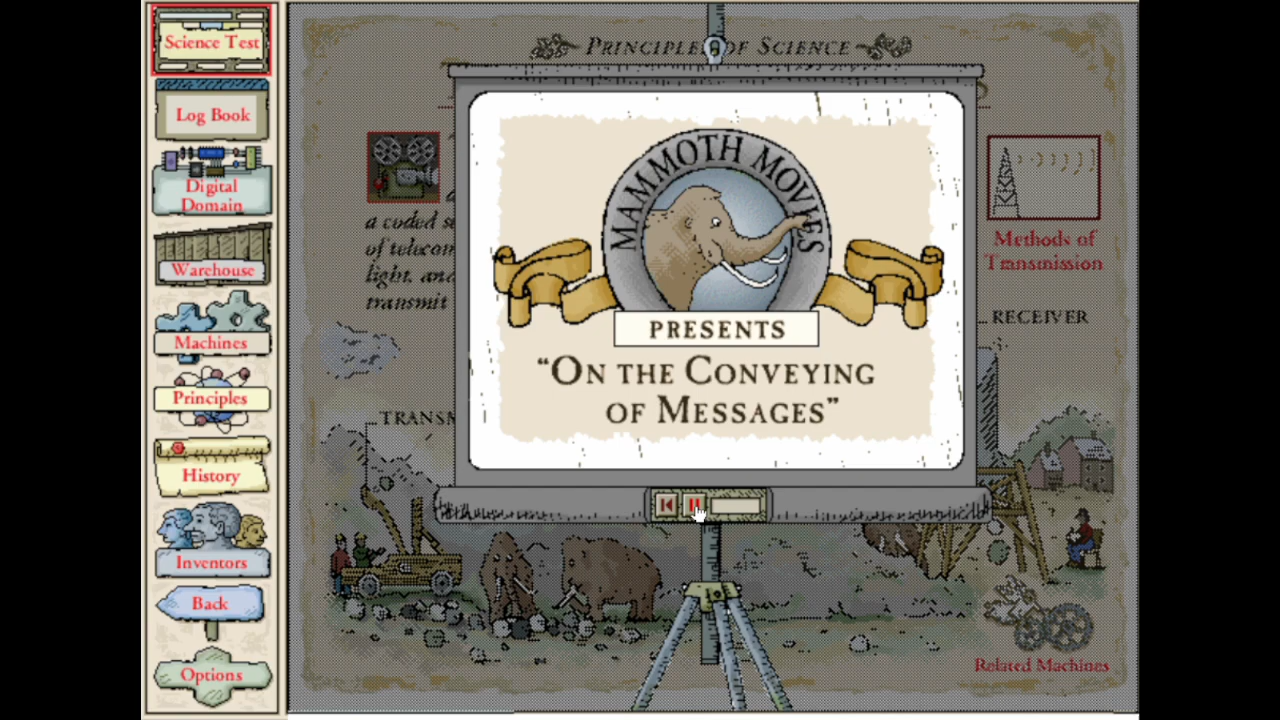 Science Test
Log Book
Digital
Domain
Warehouse
Machines
Principles
History
Inventors
Back
Options
PRINCIPLES OF SCIENCE
a coded s
of telecom
light, and
transmit
TRANSM
MAMMOTH MOVIES
PRESENTS
"ON THE CONVEYING
OF MESSAGES"
Methods of
Transmission
RECEIVER
Related Machines